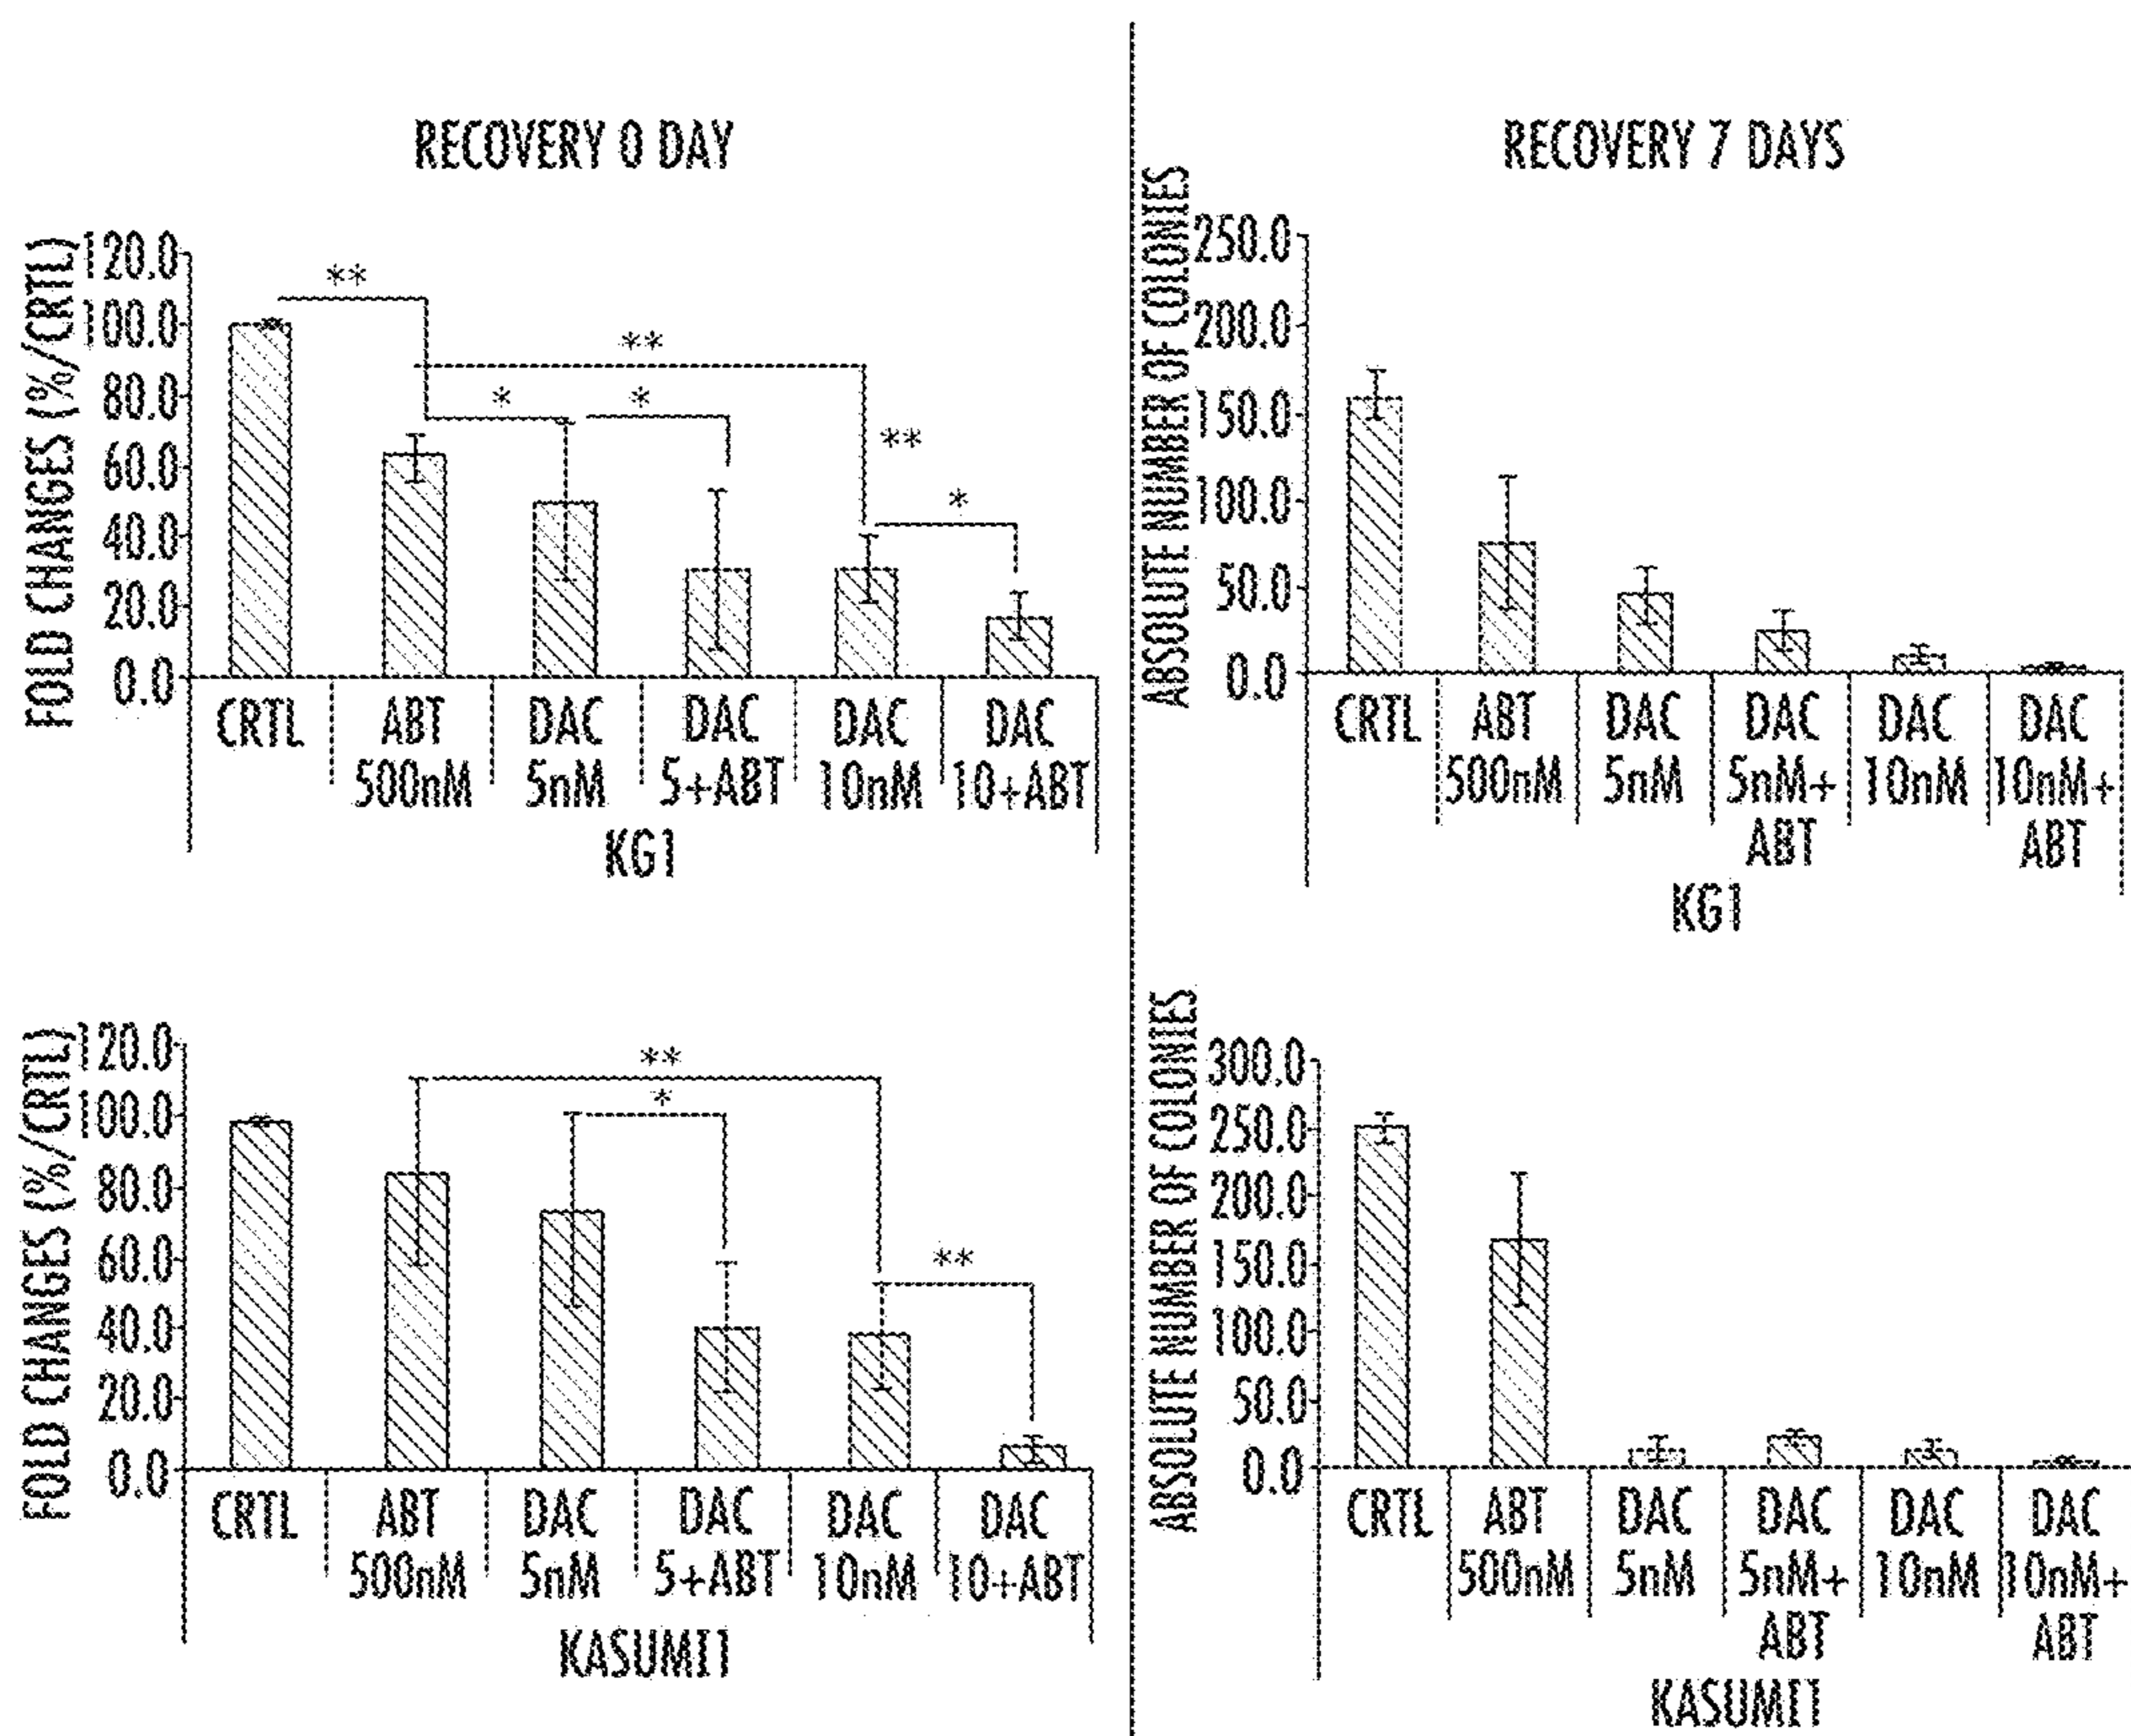 RECOVERY 0 DAY
FOLD CHANGES (%/CRTL)
120.0
100.0
80.0
60.0
40.0
20.0
0.0
**
**
*
*
**
*
CRTL
ABT
500nM
DAC
5nM
DAC
5+ABT
DAC
10nM
DAC
10+ABT
KG1
RECOVERY 7 DAYS
ABSOLUTE NUMBER OF COLONIES
250.0
200.0
150.0
100.0
50.0
0.0
CRTL
ABT
500nM
DAC
5nM
DAC
5nM+
ABT
DAC
10nM
DAC
10nM+
ABT
KG1
FOLD CHANGES (%/CRTL)
120.0
100.0
80.0
60.0
40.0
20.0
0.0
**
*
**
CRTL
ABT
500nM
DAC
5nM
DAC
5+ABT
DAC
10nM
DAC
10+ABT
KASUMI1
ABSOLUTE NUMBER OF COLONIES
300.0
250.0
200.0
150.0
100.0
50.0
0.0
CRTL
ABT
500nM
DAC
5nM
DAC
5nM+
ABT
DAC
10nM
DAC
10nM+
ABT
KASUMI1